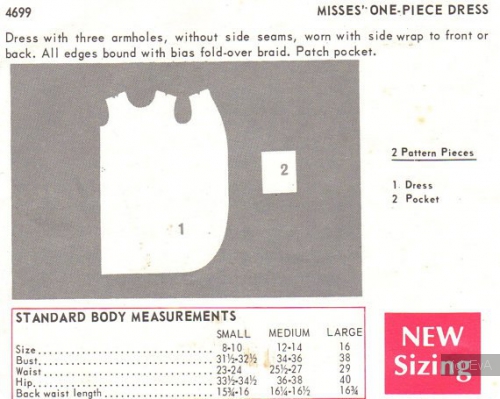 4699 MISSES' ONE-PIECE DRESS
Dress with three armholes, without side seams, worn with side wrap to front or
back. All edges bound with bias fold-over braid. Patch pocket.
2 Pattern Pieces
1 Dress
2 Pocket
2
1
STANDARD BODY MEASUREMENTS
SMALL MEDIUM LARGE
Size 8-10 12-14 16
Bust 31½-32½ 34-36 38
Waist 23-24 25½-27 29
Hip 33½-34½ 36-38 40
Back waist length 15¾-16 16¼-16½ 16¾
NEW
Sizing